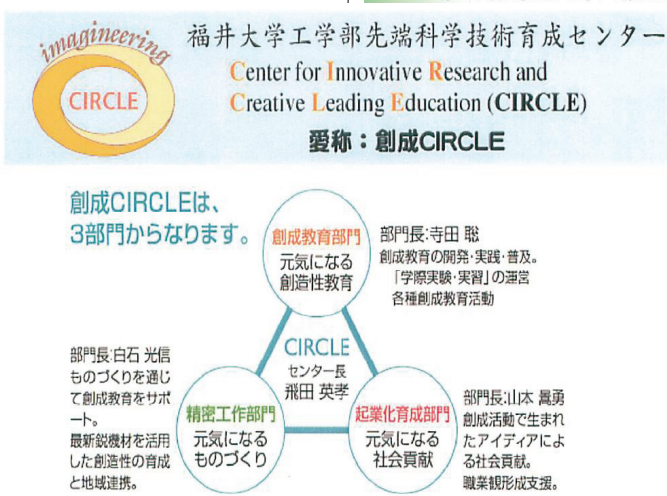 imagineering
CIRCLE
福井大学工学部先端科学技術育成センター
Center for Innovative Research and
Creative Leading Education (CIRCLE)
愛称：創成CIRCLE
創成CIRCLEは、
3部門からなります。
創成教育部門
元気になる
創造性教育
部門長:寺田 聡
創成教育の開発・実践・普及。
「学際実験・実習」の運営
各種創成教育活動
CIRCLE
センター長
飛田 英孝
部門長:白石 光信
ものづくりを通じ
て創成教育をサポ
ート。
最新鋭機材を活用
した創造性の育成
と地域連携。
精密工作部門
元気になる
ものづくり
起業化育成部門
元気になる
社会貢献
部門長:山本 暠勇
創成活動で生まれ
たアイディアによ
る社会貢献。
職業観形成支援。